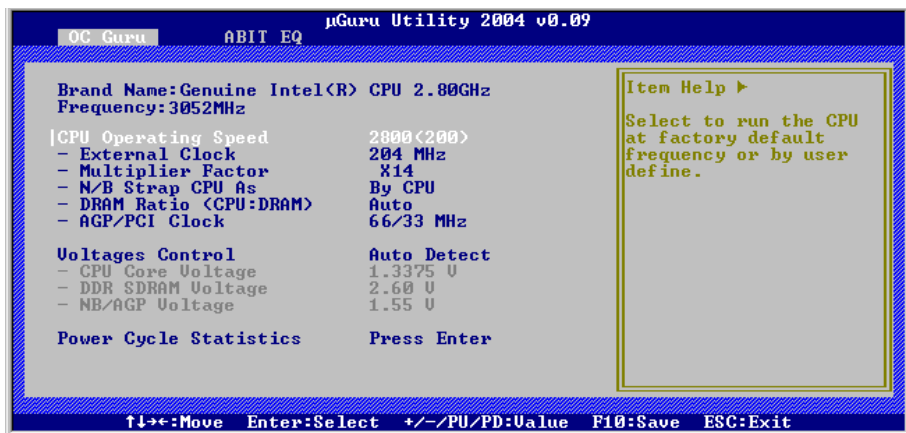 µGuru Utility 2004 v0.09
OC Guru ABIT EQ
Brand Name:Genuine Intel(R) CPU 2.80GHz
Frequency:3052MHz
CPU Operating Speed 2800(200)
- External Clock 204 MHz
- Multiplier Factor X14
- N/B Strap CPU As By CPU
- DRAM Ratio (CPU:DRAM) Auto
- AGP/PCI Clock 66/33 MHz
Voltages Control Auto Detect
- CPU Core Voltage 1.3375 V
- DDR SDRAM Voltage 2.60 V
- NB/AGP Voltage 1.55 V
Power Cycle Statistics Press Enter
Item Help ►
Select to run the CPU
at factory default
frequency or by user
define.
↑↓→←:Move Enter:Select +/-/PU/PD:Value F10:Save ESC:Exit